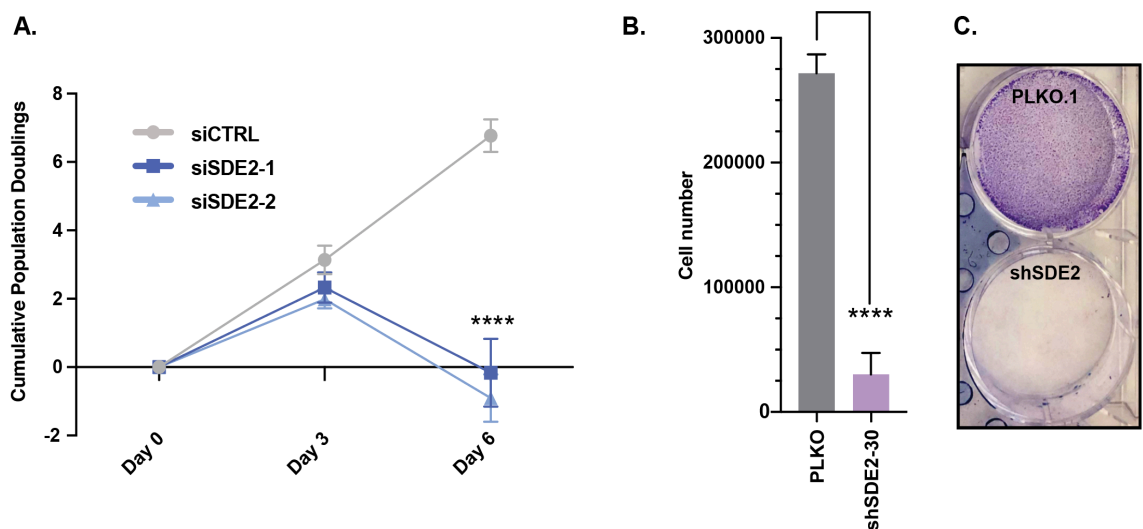 A.
Cumulative Population Doublings
8
6
4
2
0
-2
siCTRL
siSDE2-1
siSDE2-2
****
Day 0
Day 3
Day 6
B.
Cell number
300000
200000
100000
0
****
PLKO
shSDE2-30
C.
PLKO.1
shSDE2